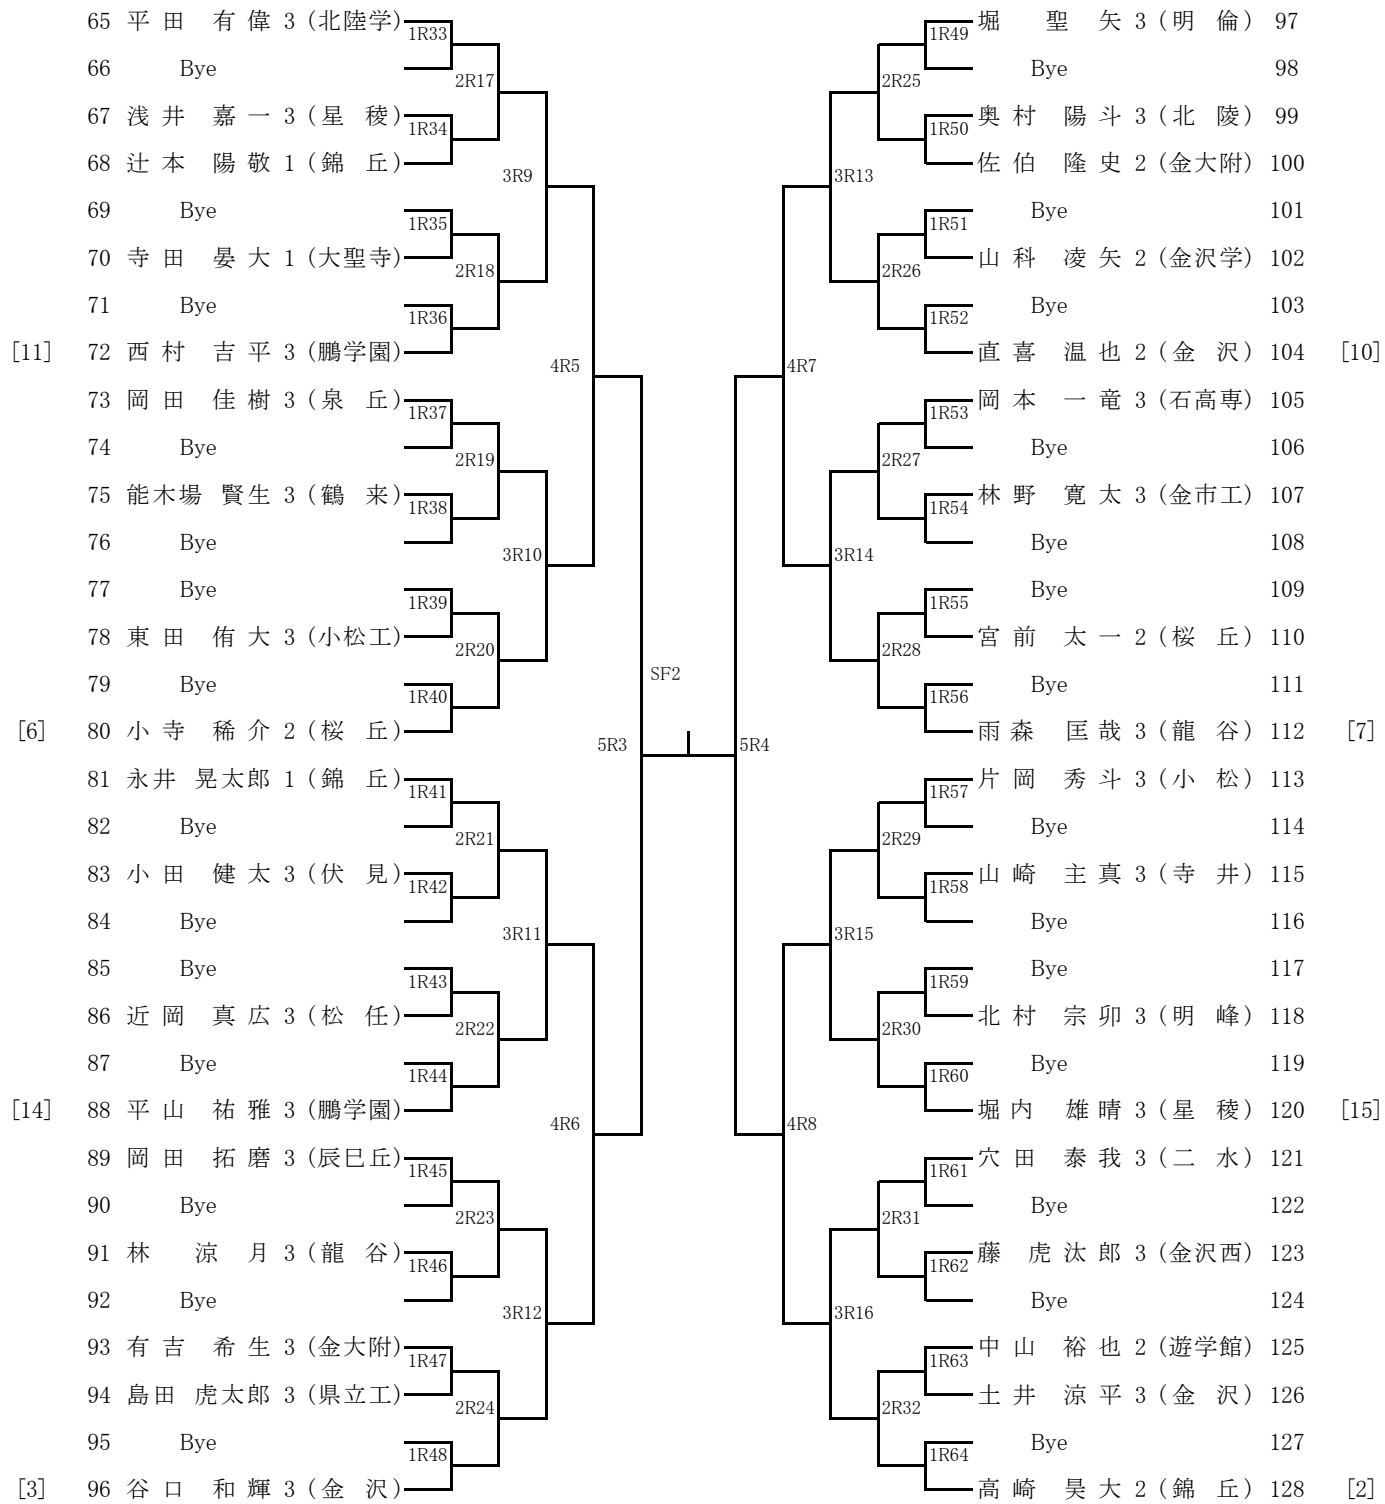 65 平田 有偉 3 (北陸学) 1R33 1R49 堀 聖矢 3 (明倫) 97
66 Bye 2R17 2R25 Bye 98
67 浅井 嘉一 3 (星稜) 1R34 1R50 奥村 陽斗 3 (北陵) 99
68 辻本 陽敬 1 (錦丘) 3R9 3R13 佐伯 隆史 2 (金大附) 100
69 Bye 1R35 1R51 Bye 101
70 寺田 晏大 1 (大聖寺) 2R18 2R26 山科 凌矢 2 (金沢学) 102
71 Bye 1R36 1R52 Bye 103
[11] 72 西村 吉平 3 (鵬学園) 4R5 4R7 直喜 温也 2 (金沢) 104 [10]
73 岡田 佳樹 3 (泉丘) 1R37 1R53 岡本 一竜 3 (石高専) 105
74 Bye 2R19 2R27 Bye 106
75 能木場 賢生 3 (鶴来) 1R38 1R54 林野 寛太 3 (金市工) 107
76 Bye 3R10 3R14 Bye 108
77 Bye 1R39 1R55 Bye 109
78 東田 侑大 3 (小松工) 2R20 2R28 宮前 太一 2 (桜丘) 110
79 Bye 1R40 SF2 1R56 Bye 111
[6] 80 小寺 稀介 2 (桜丘) 5R3 5R4 雨森 匡哉 3 (龍谷) 112 [7]
81 永井 晃太郎 1 (錦丘) 1R41 1R57 片岡 秀斗 3 (小松) 113
82 Bye 2R21 2R29 Bye 114
83 小田 健太 3 (伏見) 1R42 1R58 山崎 主真 3 (寺井) 115
84 Bye 3R11 3R15 Bye 116
85 Bye 1R43 1R59 Bye 117
86 近岡 真広 3 (松任) 2R22 2R30 北村 宗卯 3 (明峰) 118
87 Bye 1R44 1R60 Bye 119
[14] 88 平山 祐雅 3 (鵬学園) 4R6 4R8 堀内 雄晴 3 (星稜) 120 [15]
89 岡田 拓磨 3 (辰巳丘) 1R45 1R61 穴田 泰我 3 (二水) 121
90 Bye 2R23 2R31 Bye 122
91 林 涼月 3 (龍谷) 1R46 1R62 藤 虎汰郎 3 (金沢西) 123
92 Bye 3R12 3R16 Bye 124
93 有吉 希生 3 (金大附) 1R47 1R63 中山 裕也 2 (遊学館) 125
94 島田 虎太郎 3 (県立工) 2R24 2R32 土井 涼平 3 (金沢) 126
95 Bye 1R48 1R64 Bye 127
[3] 96 谷口 和輝 3 (金沢) 高崎 昊大 2 (錦丘) 128 [2]